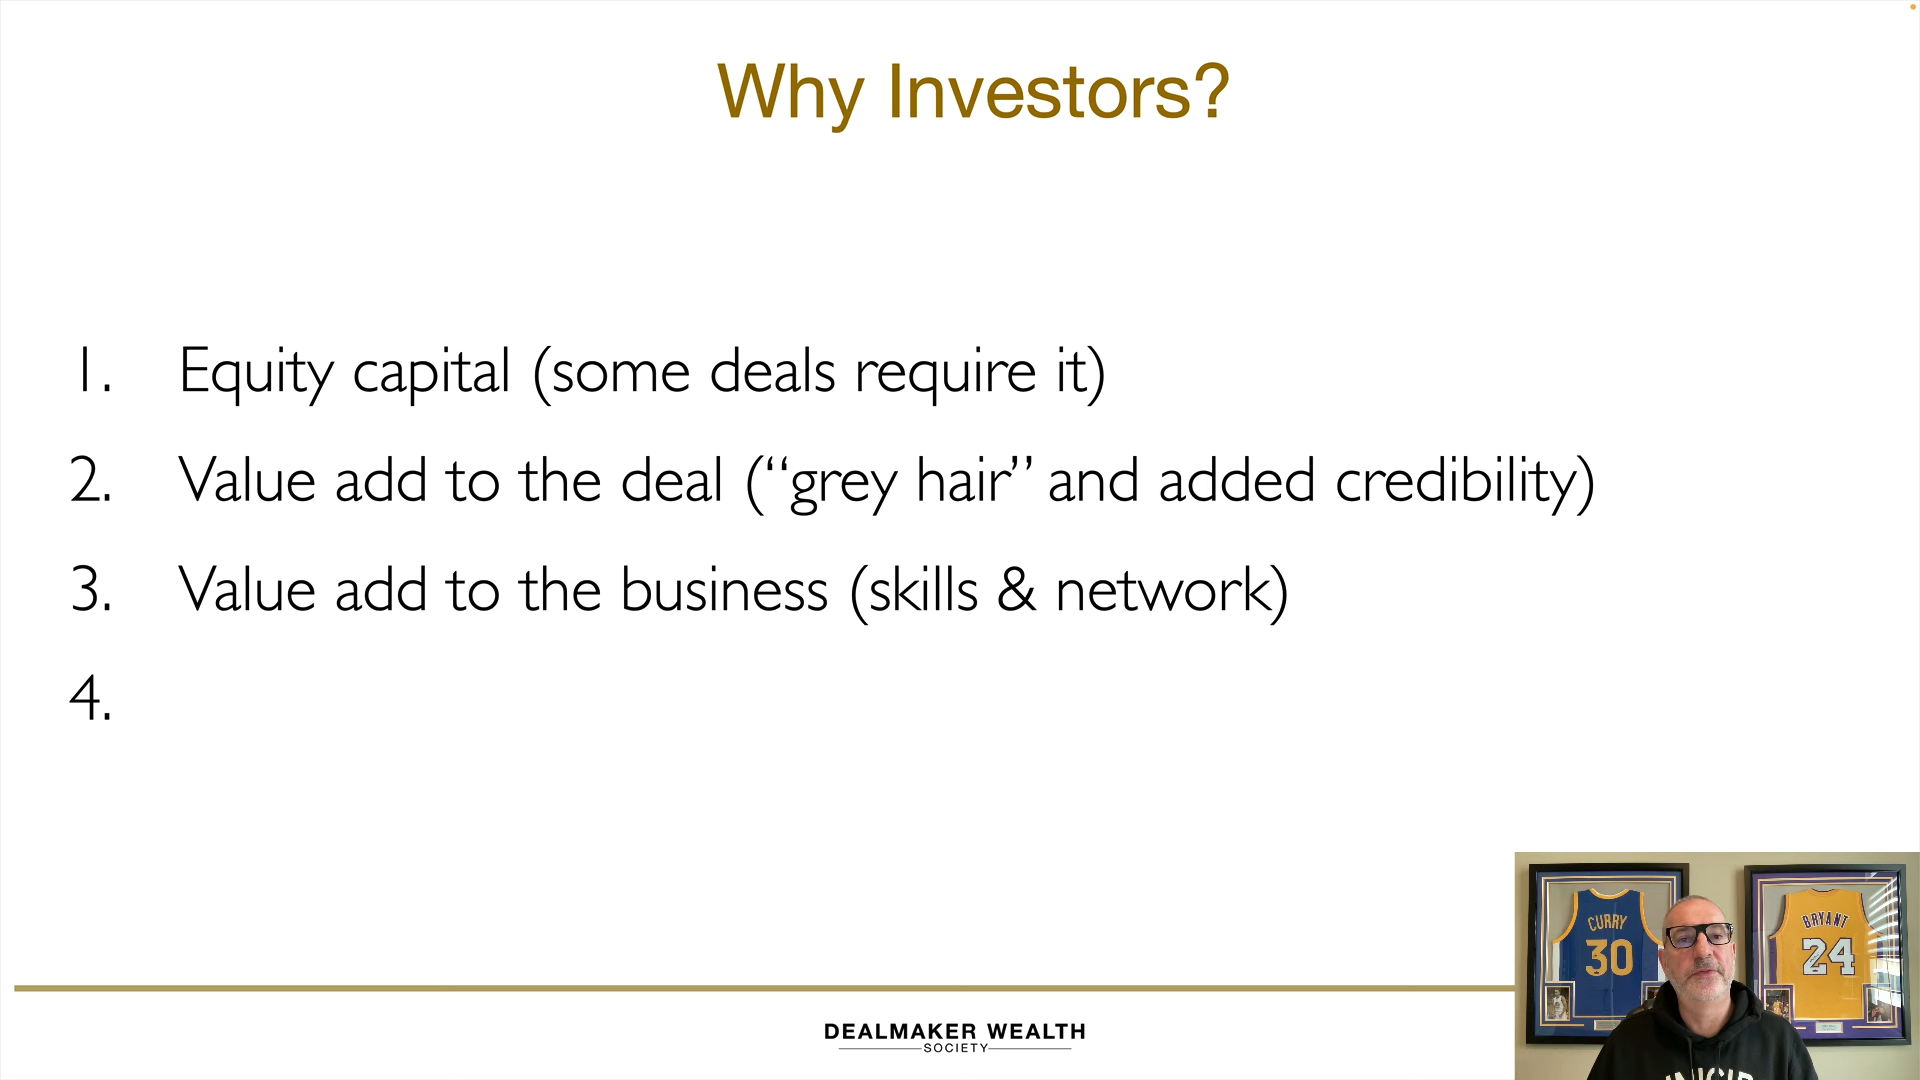 Why Investors?
1. Equity capital (some deals require it)
2. Value add to the deal (“grey hair” and added credibility)
3. Value add to the business (skills & network)
4.
CURRY
30
BRYANT
24
DEALMAKER WEALTH
SOCIETY